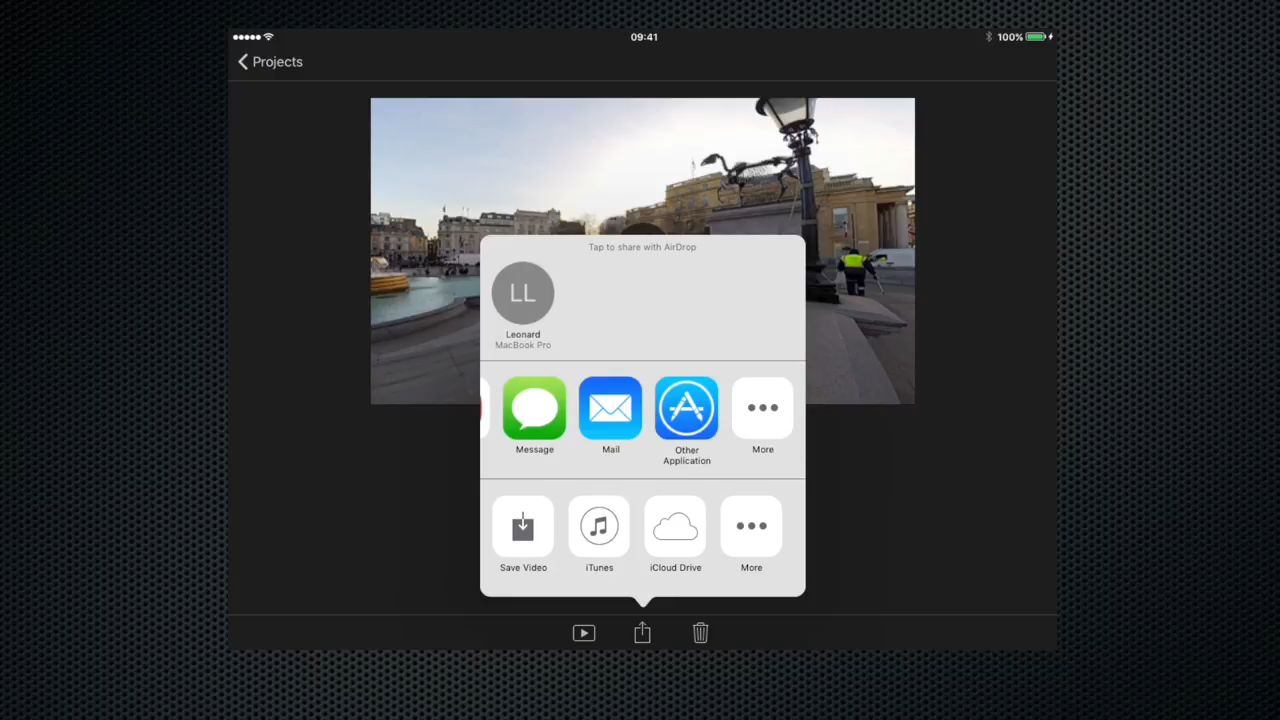 09:41
100%
Projects
Tap to share with AirDrop
LL
Leonard
MacBook Pro
Message
Mail
Other
Application
More
Save Video
iTunes
iCloud Drive
More